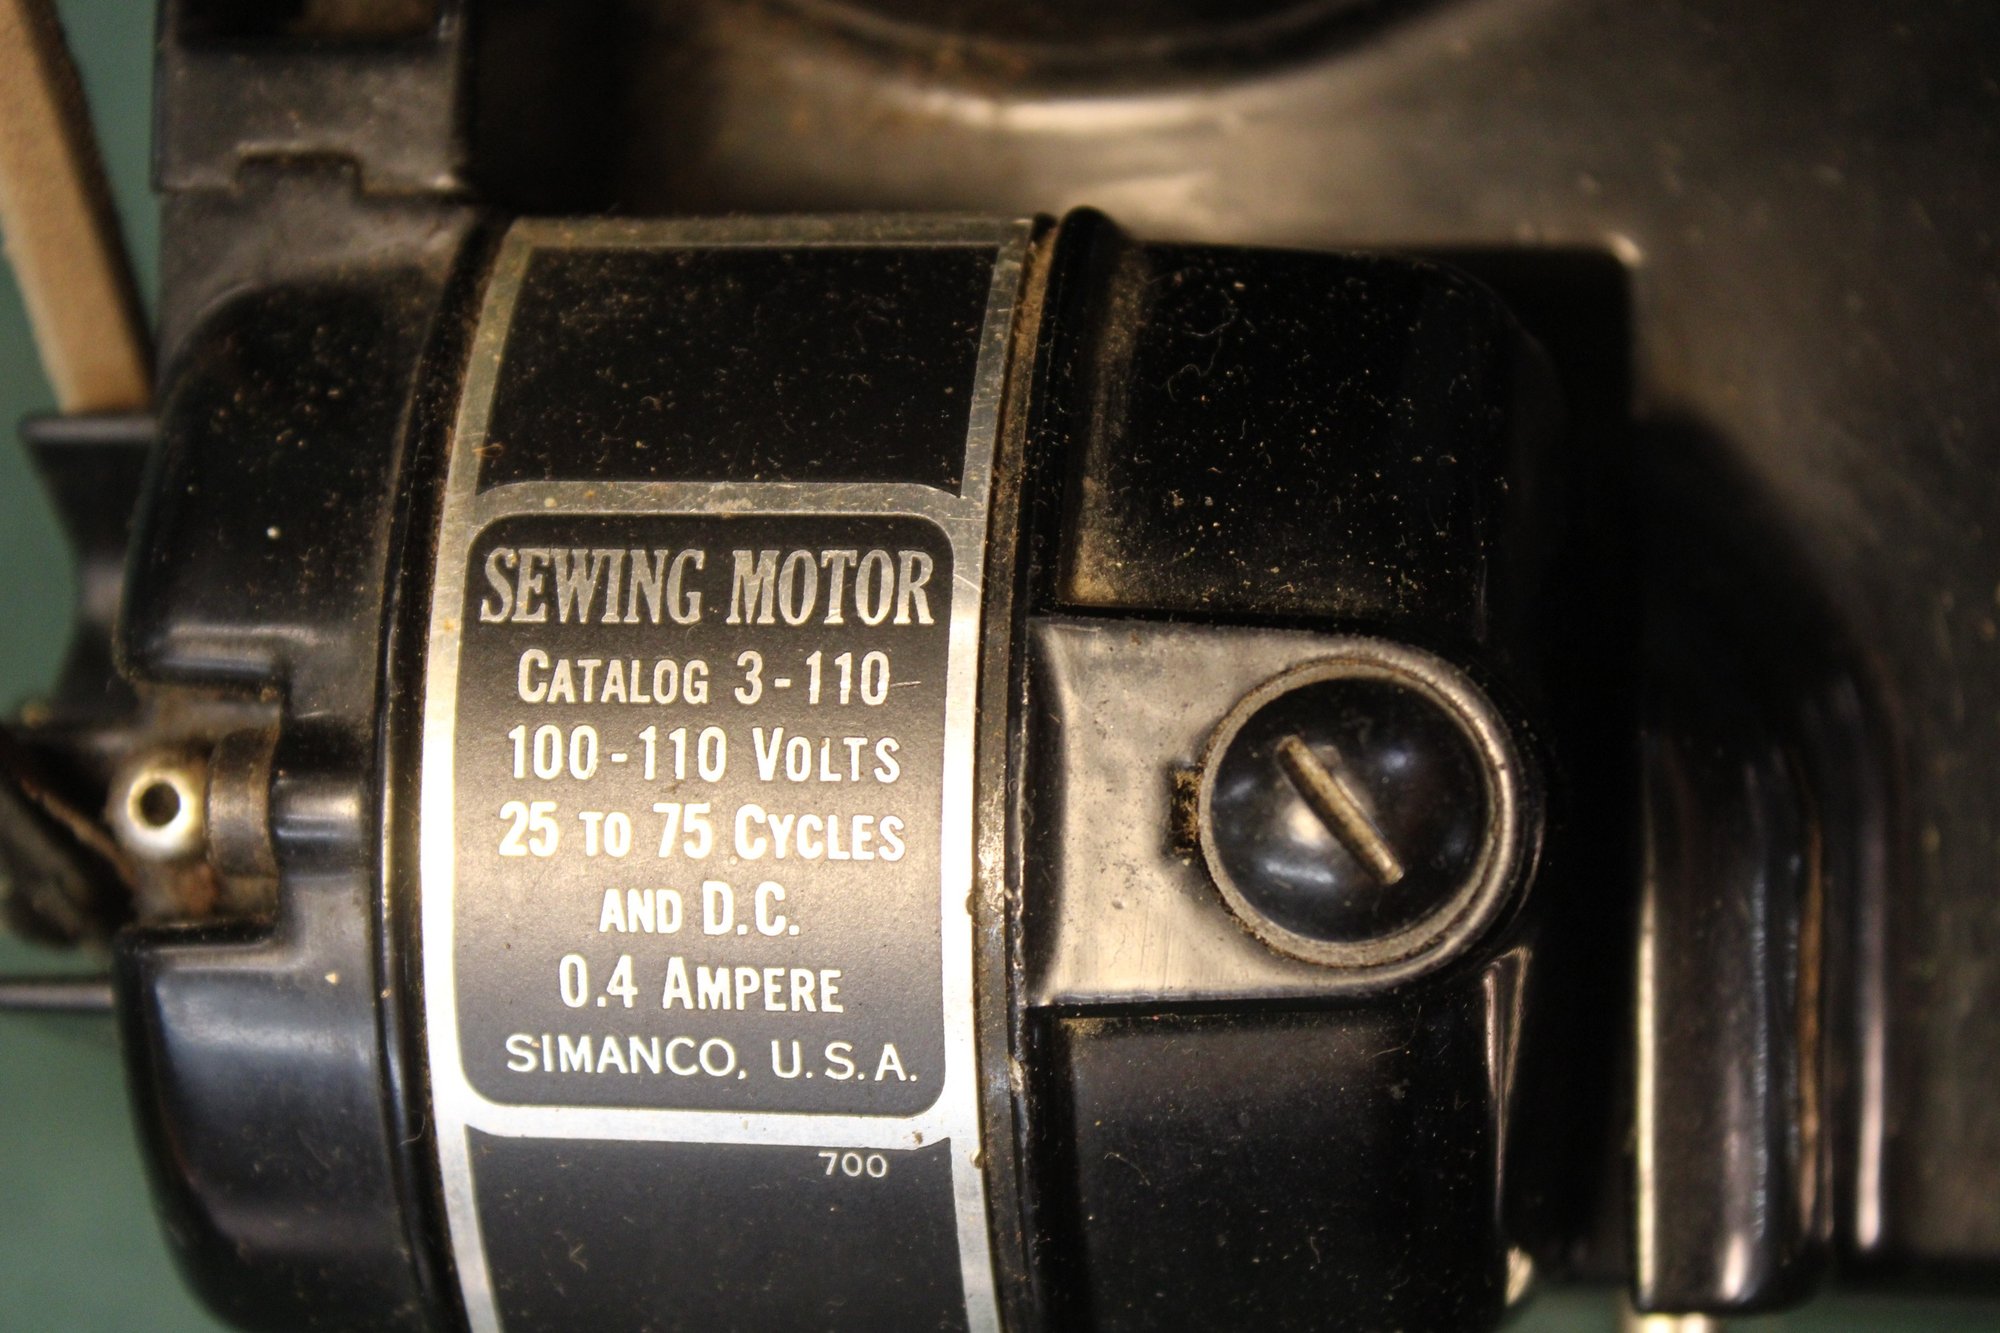 SEWING MOTOR
CATALOG 3-110
100-110 VOLTS
25 TO 75 CYCLES
AND D.C.
0.4 AMPERE
SIMANCO, U.S.A.
700